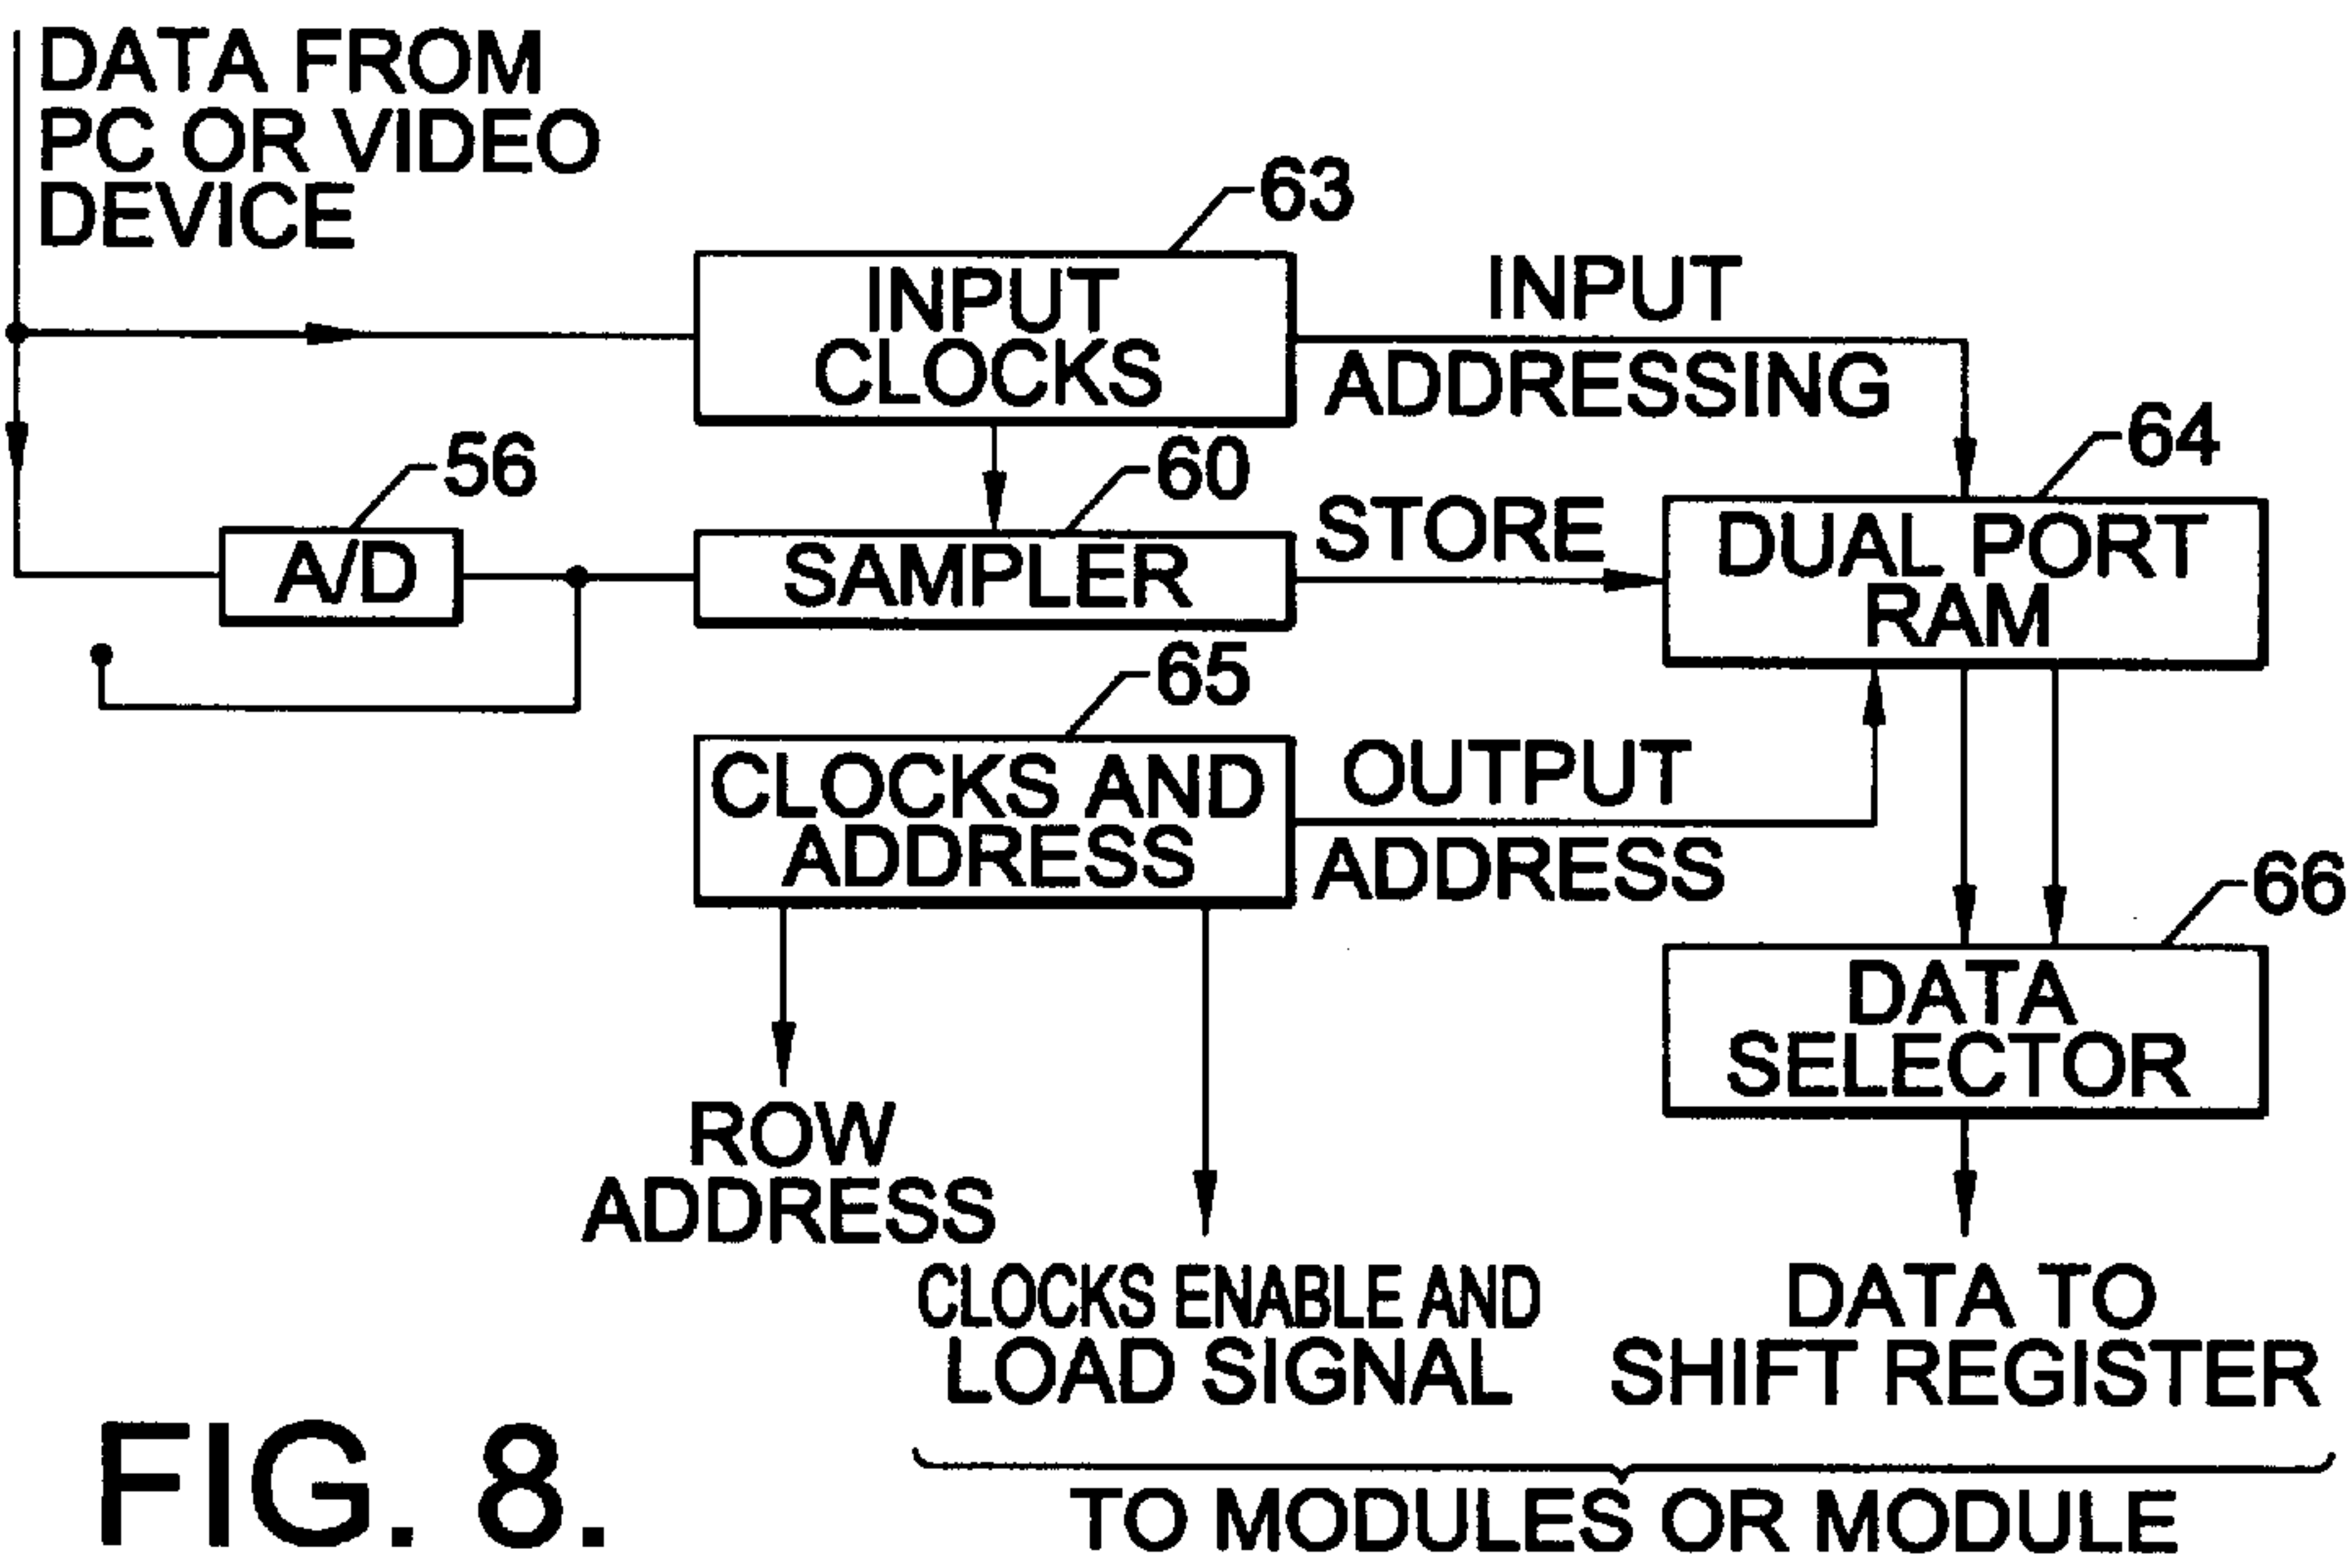 DATA FROM
PC OR VIDEO
DEVICE
63
INPUT
CLOCKS
INPUT
ADDRESSING
56
A/D
60
SAMPLER
STORE
64
DUAL PORT
RAM
65
CLOCKS AND
ADDRESS
OUTPUT
ADDRESS
66
DATA
SELECTOR
ROW
ADDRESS
CLOCKS ENABLE AND
LOAD SIGNAL
DATA TO
SHIFT REGISTER
TO MODULES OR MODULE
FIG. 8.